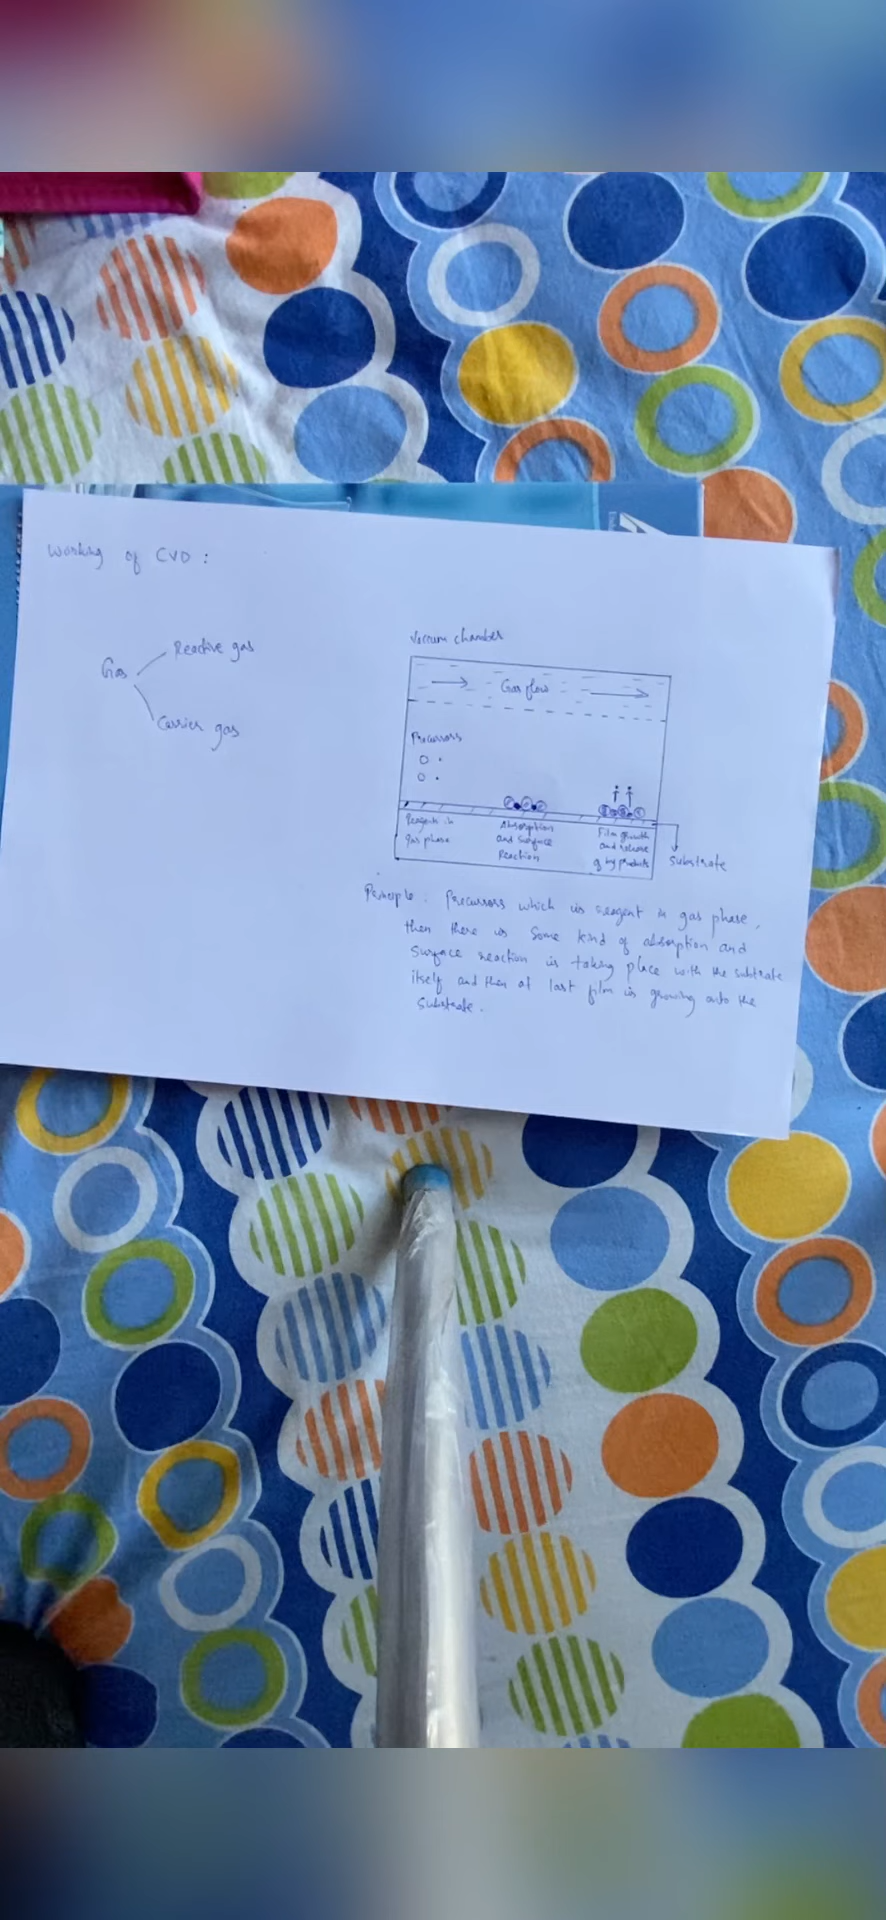 Working of CVD :
Gas
Reactive gas
Carrier gas
Vaccum chamber
Gas flow
Precursors
Reagents in
gas phase
Absorption
and Surface
Reaction
Film growth
and release
of by products
Substrate
Principle : Precursors which is reagent in gas phase,
then there is some kind of absorption and
Surface reaction is taking place with the substrate
itself and then at last film is growing onto the
Substrate.